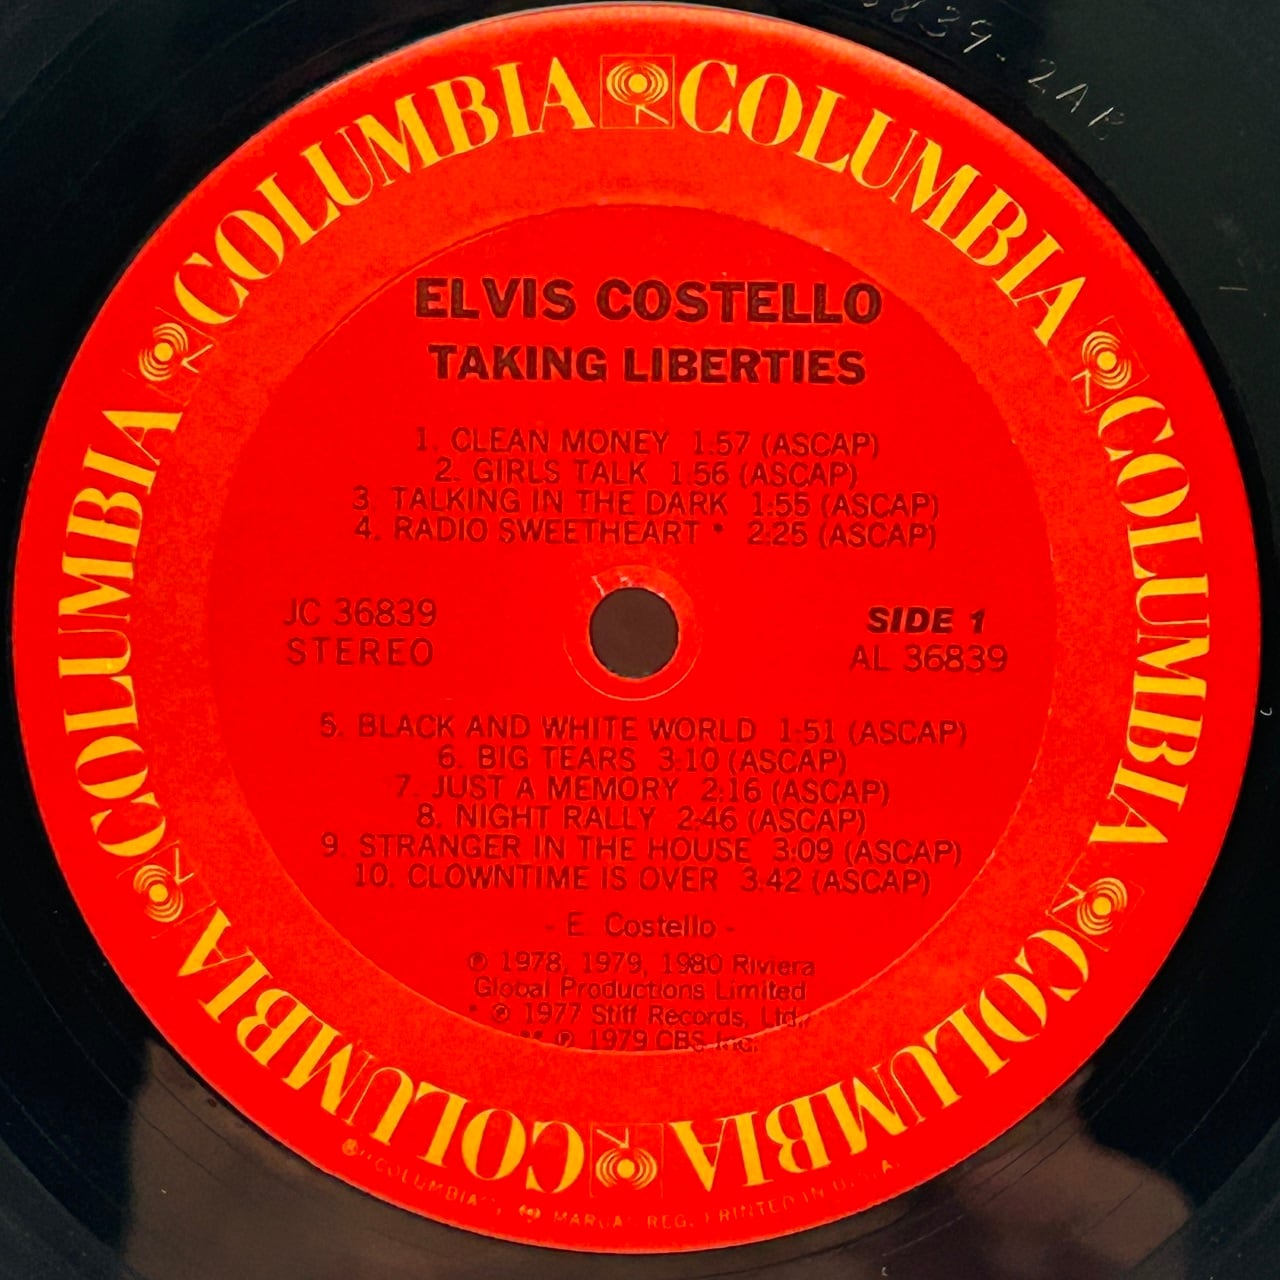 COLUMBIA COLUMBIA COLUMBIA COLUMBIA COLUMBIA COLUMBIA
ELVIS COSTELLO
TAKING LIBERTIES
1. CLEAN MONEY 1:57 (ASCAP)
2. GIRLS TALK 1:56 (ASCAP)
3. TALKING IN THE DARK 1:55 (ASCAP)
4. RADIO SWEETHEART * 2:25 (ASCAP)
JC 36839
STEREO
SIDE 1
AL 36839
5. BLACK AND WHITE WORLD 1:51 (ASCAP)
6. BIG TEARS 3:10 (ASCAP)
7. JUST A MEMORY 2:16 (ASCAP)
8. NIGHT RALLY 2:46 (ASCAP)
9. STRANGER IN THE HOUSE 3:09 (ASCAP)
10. CLOWNTIME IS OVER 3:42 (ASCAP)
- E. Costello -
℗ 1978, 1979, 1980 Riviera
Global Productions Limited
* ℗ 1977 Stiff Records, Ltd.,
** ℗ 1979 CBS Inc.
"COLUMBIA", MARCAS REG. PRINTED IN U.S.A.